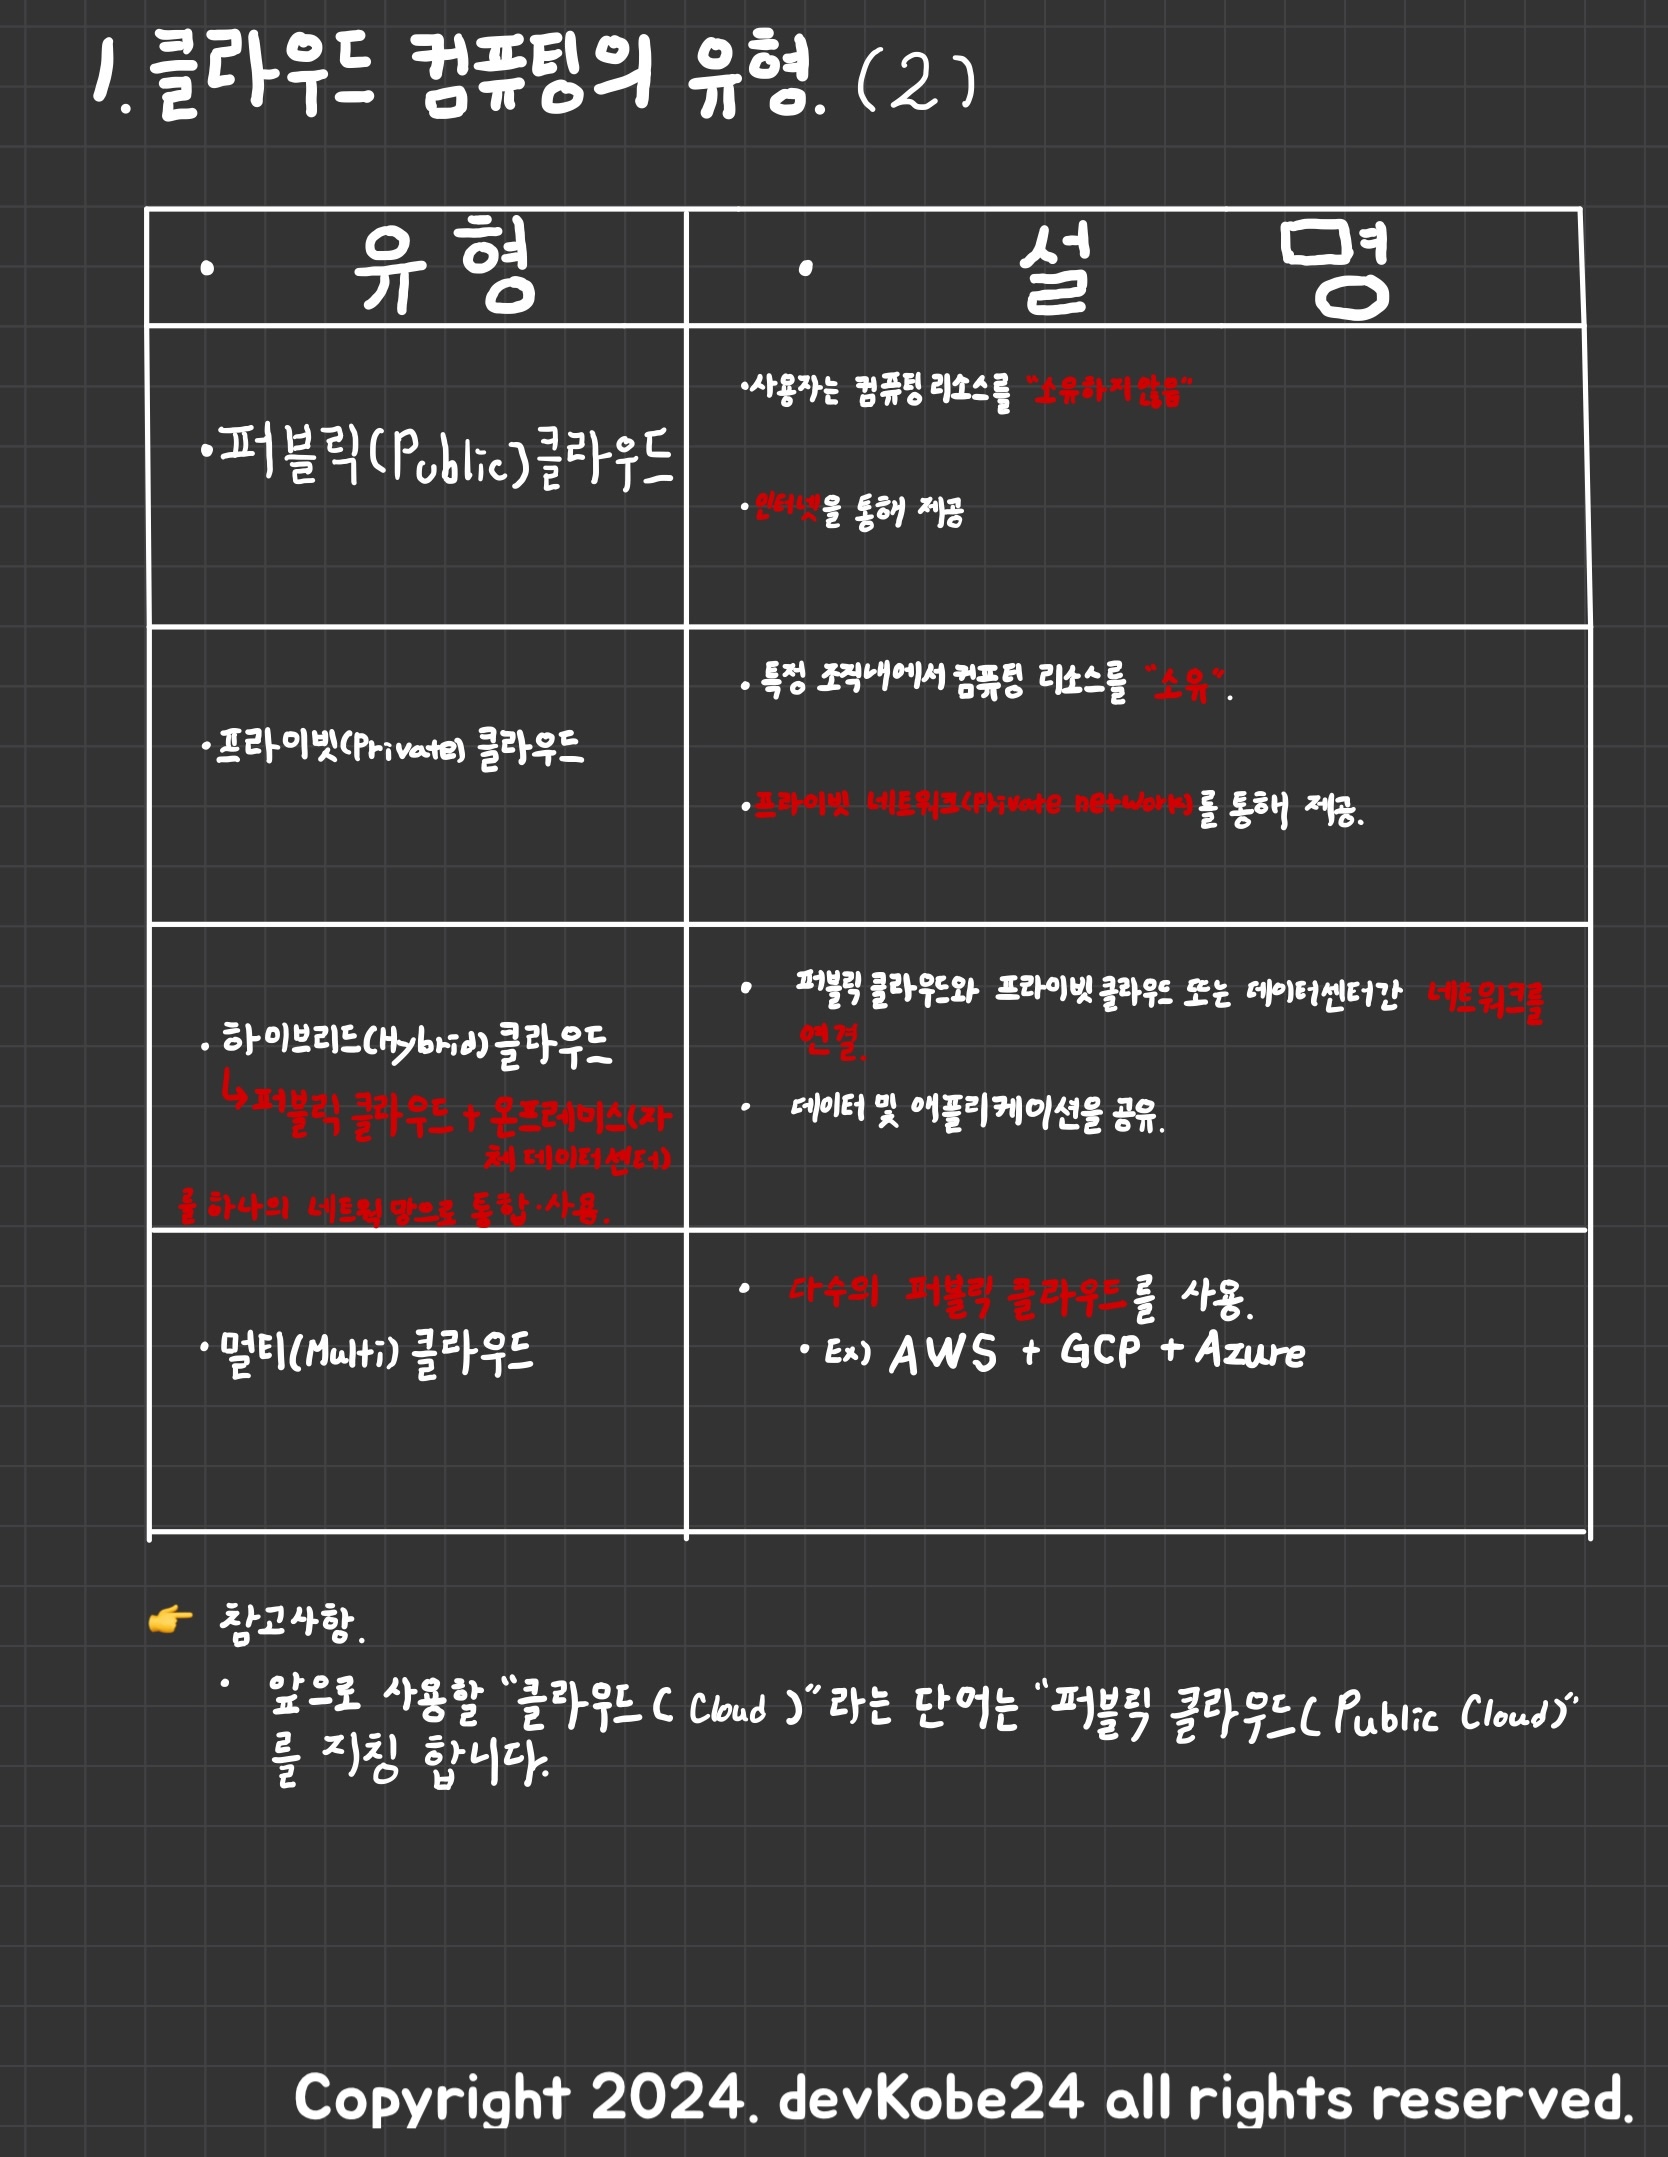 1. 클라우드 컴퓨팅의 유형. (2)
· 유형
· 설명
· 퍼블릭(Public)클라우드
· 사용자는 컴퓨팅 리소스를 "소유하지 않음"
· 인터넷을 통해 제공
· 프라이빗(Private) 클라우드
· 특정 조직내에서 컴퓨팅 리소스를 "소유".
· 프라이빗 네트워크(Private network)를 통해 제공.
· 하이브리드(Hybrid) 클라우드
↳ 퍼블릭 클라우드 + 온프레미스(자
체 데이터센터)
를 하나의 네트웍 망으로 통합·사용.
· 퍼블릭 클라우드와 프라이빗 클라우드 또는 데이터센터간 네트워크를
연결.
· 데이터 및 애플리케이션을 공유.
· 멀티(Multi) 클라우드
· 다수의 퍼블릭 클라우드를 사용.
· Ex) AWS + GCP + Azure
👉 참고사항.
· 앞으로 사용할 "클라우드( Cloud )"라는 단어는 "퍼블릭 클라우드( Public Cloud)"
를 지칭 합니다.
Copyright 2024. devKobe24 all rights reserved.